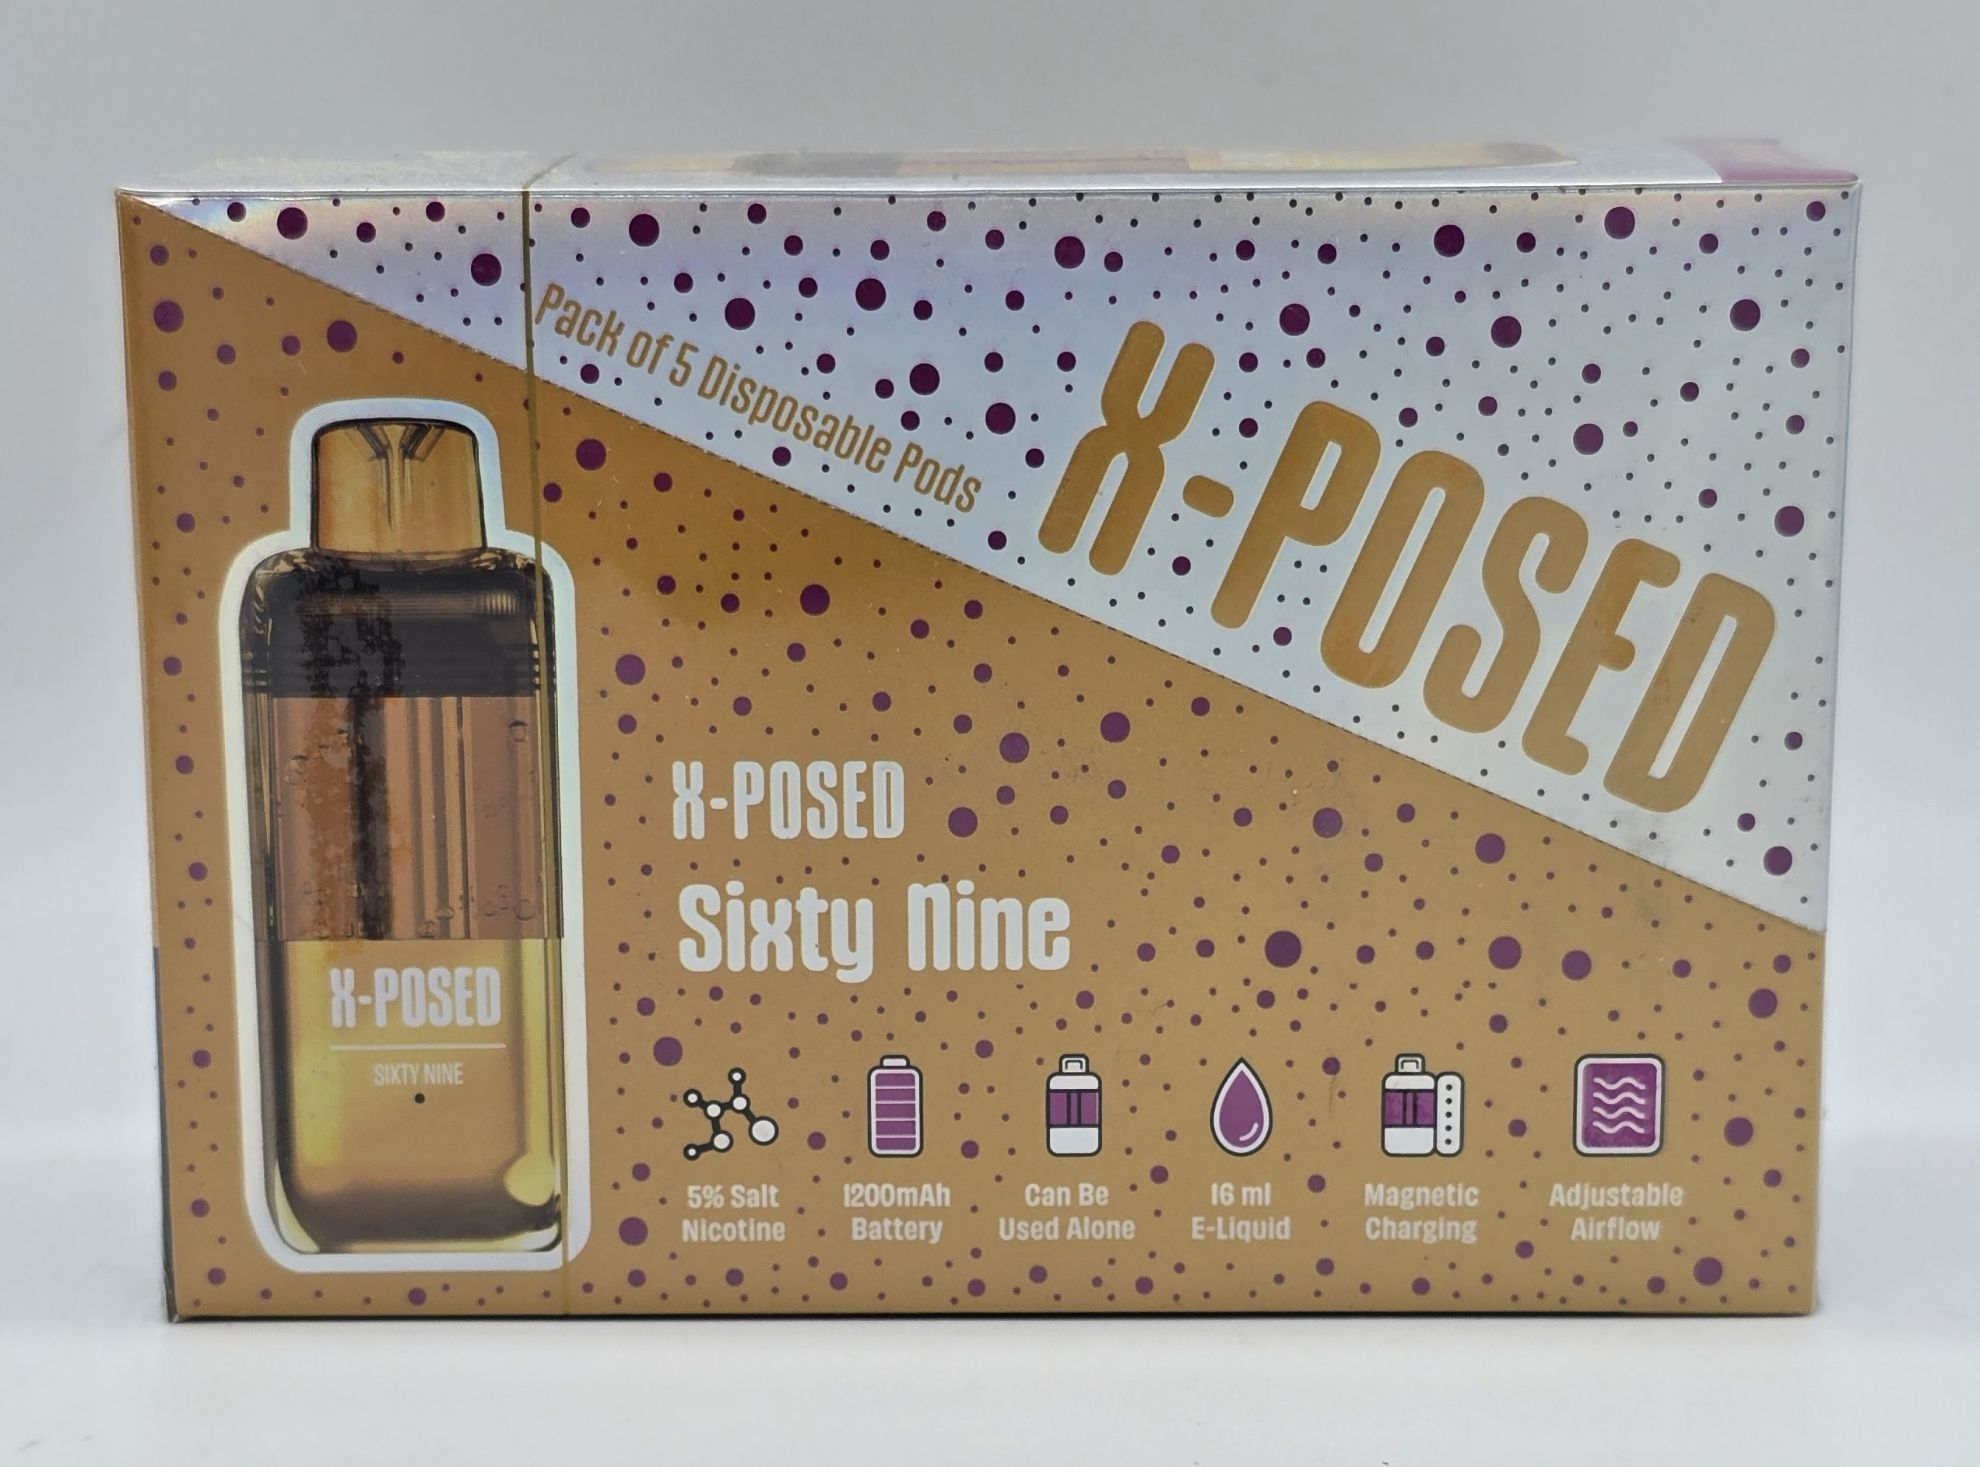 Pack of 5 Disposable Pods
X-POSED
X-POSED
Sixty Nine
X-POSED
SIXTY NINE
5% Salt
Nicotine
1200mAh
Battery
Can Be
Used Alone
16 ml
E-Liquid
Magnetic
Charging
Adjustable
Airflow